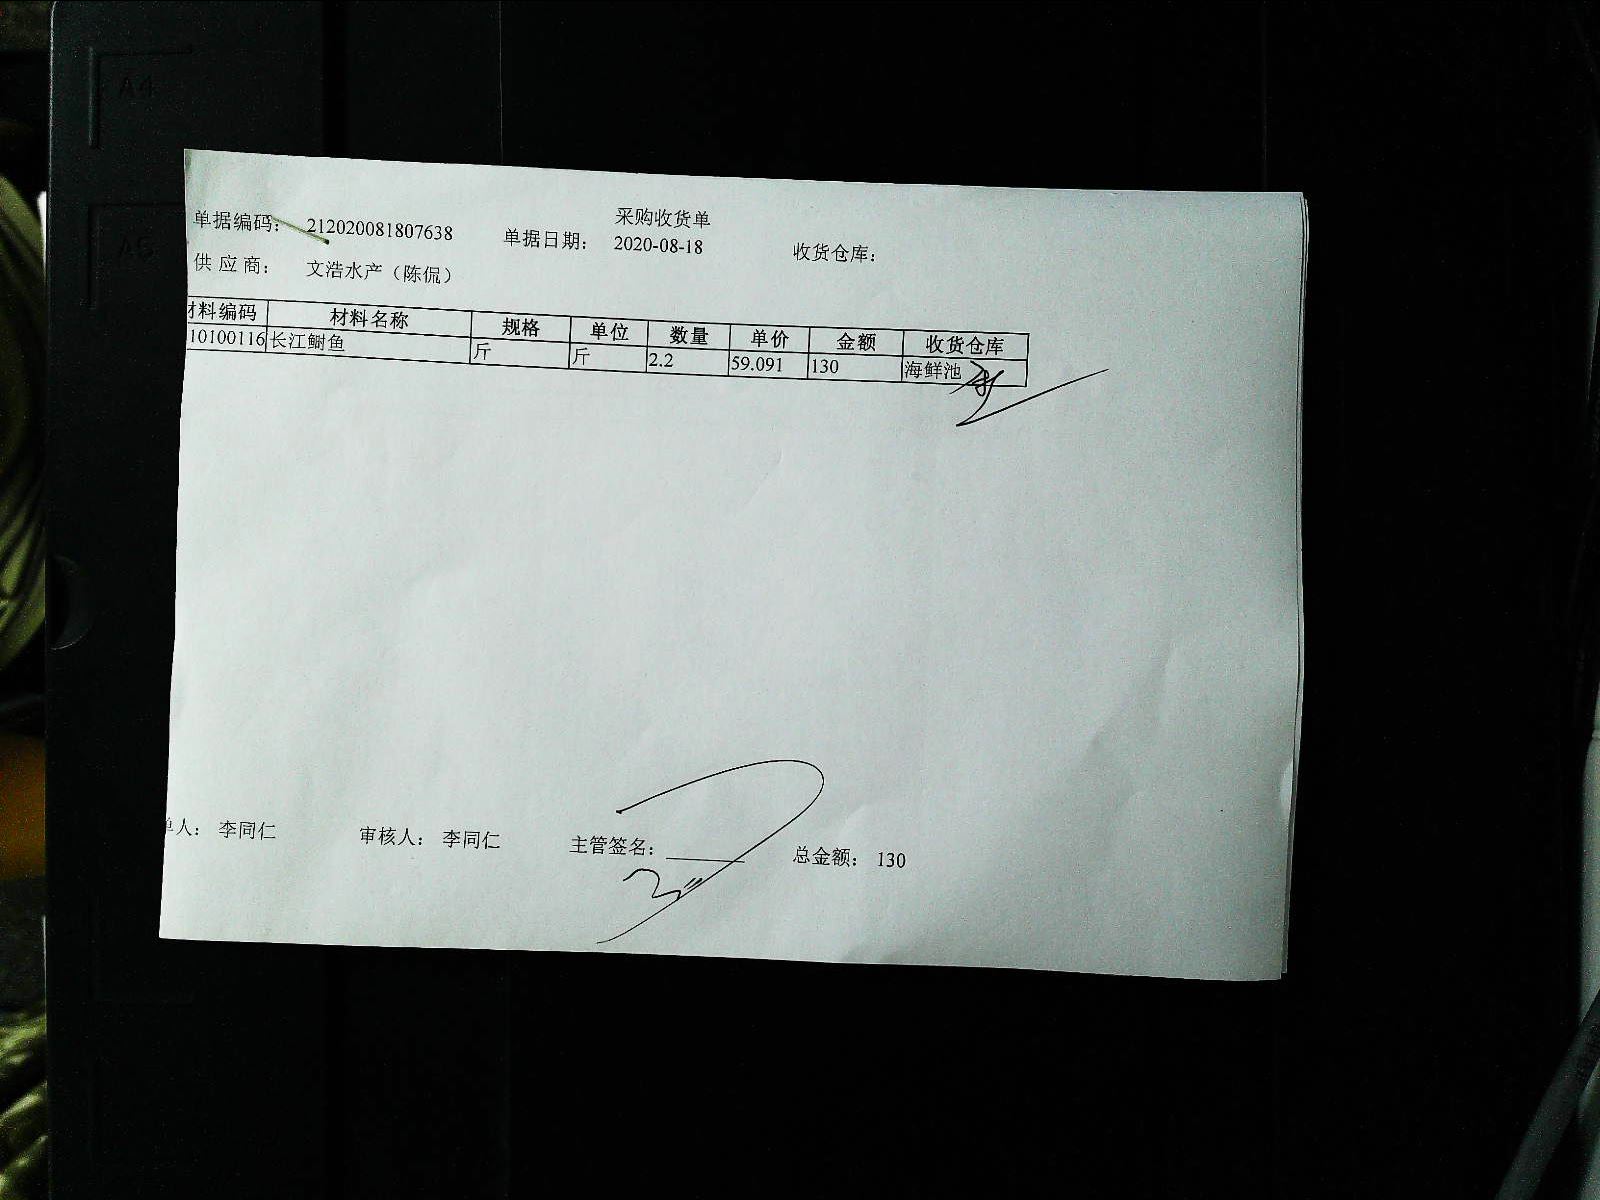 采购收货单
单据编码： 212020081807638 单据日期： 2020-08-18 收货仓库：
供 应 商： 文浩水产（陈侃）
材料编码 材料名称 规格 单位 数量 单价 金额 收货仓库
10100116 长江鲥鱼 斤 斤 2.2 59.091 130 海鲜池
单人： 李同仁 审核人： 李同仁 主管签名： 总金额： 130
A4
A5